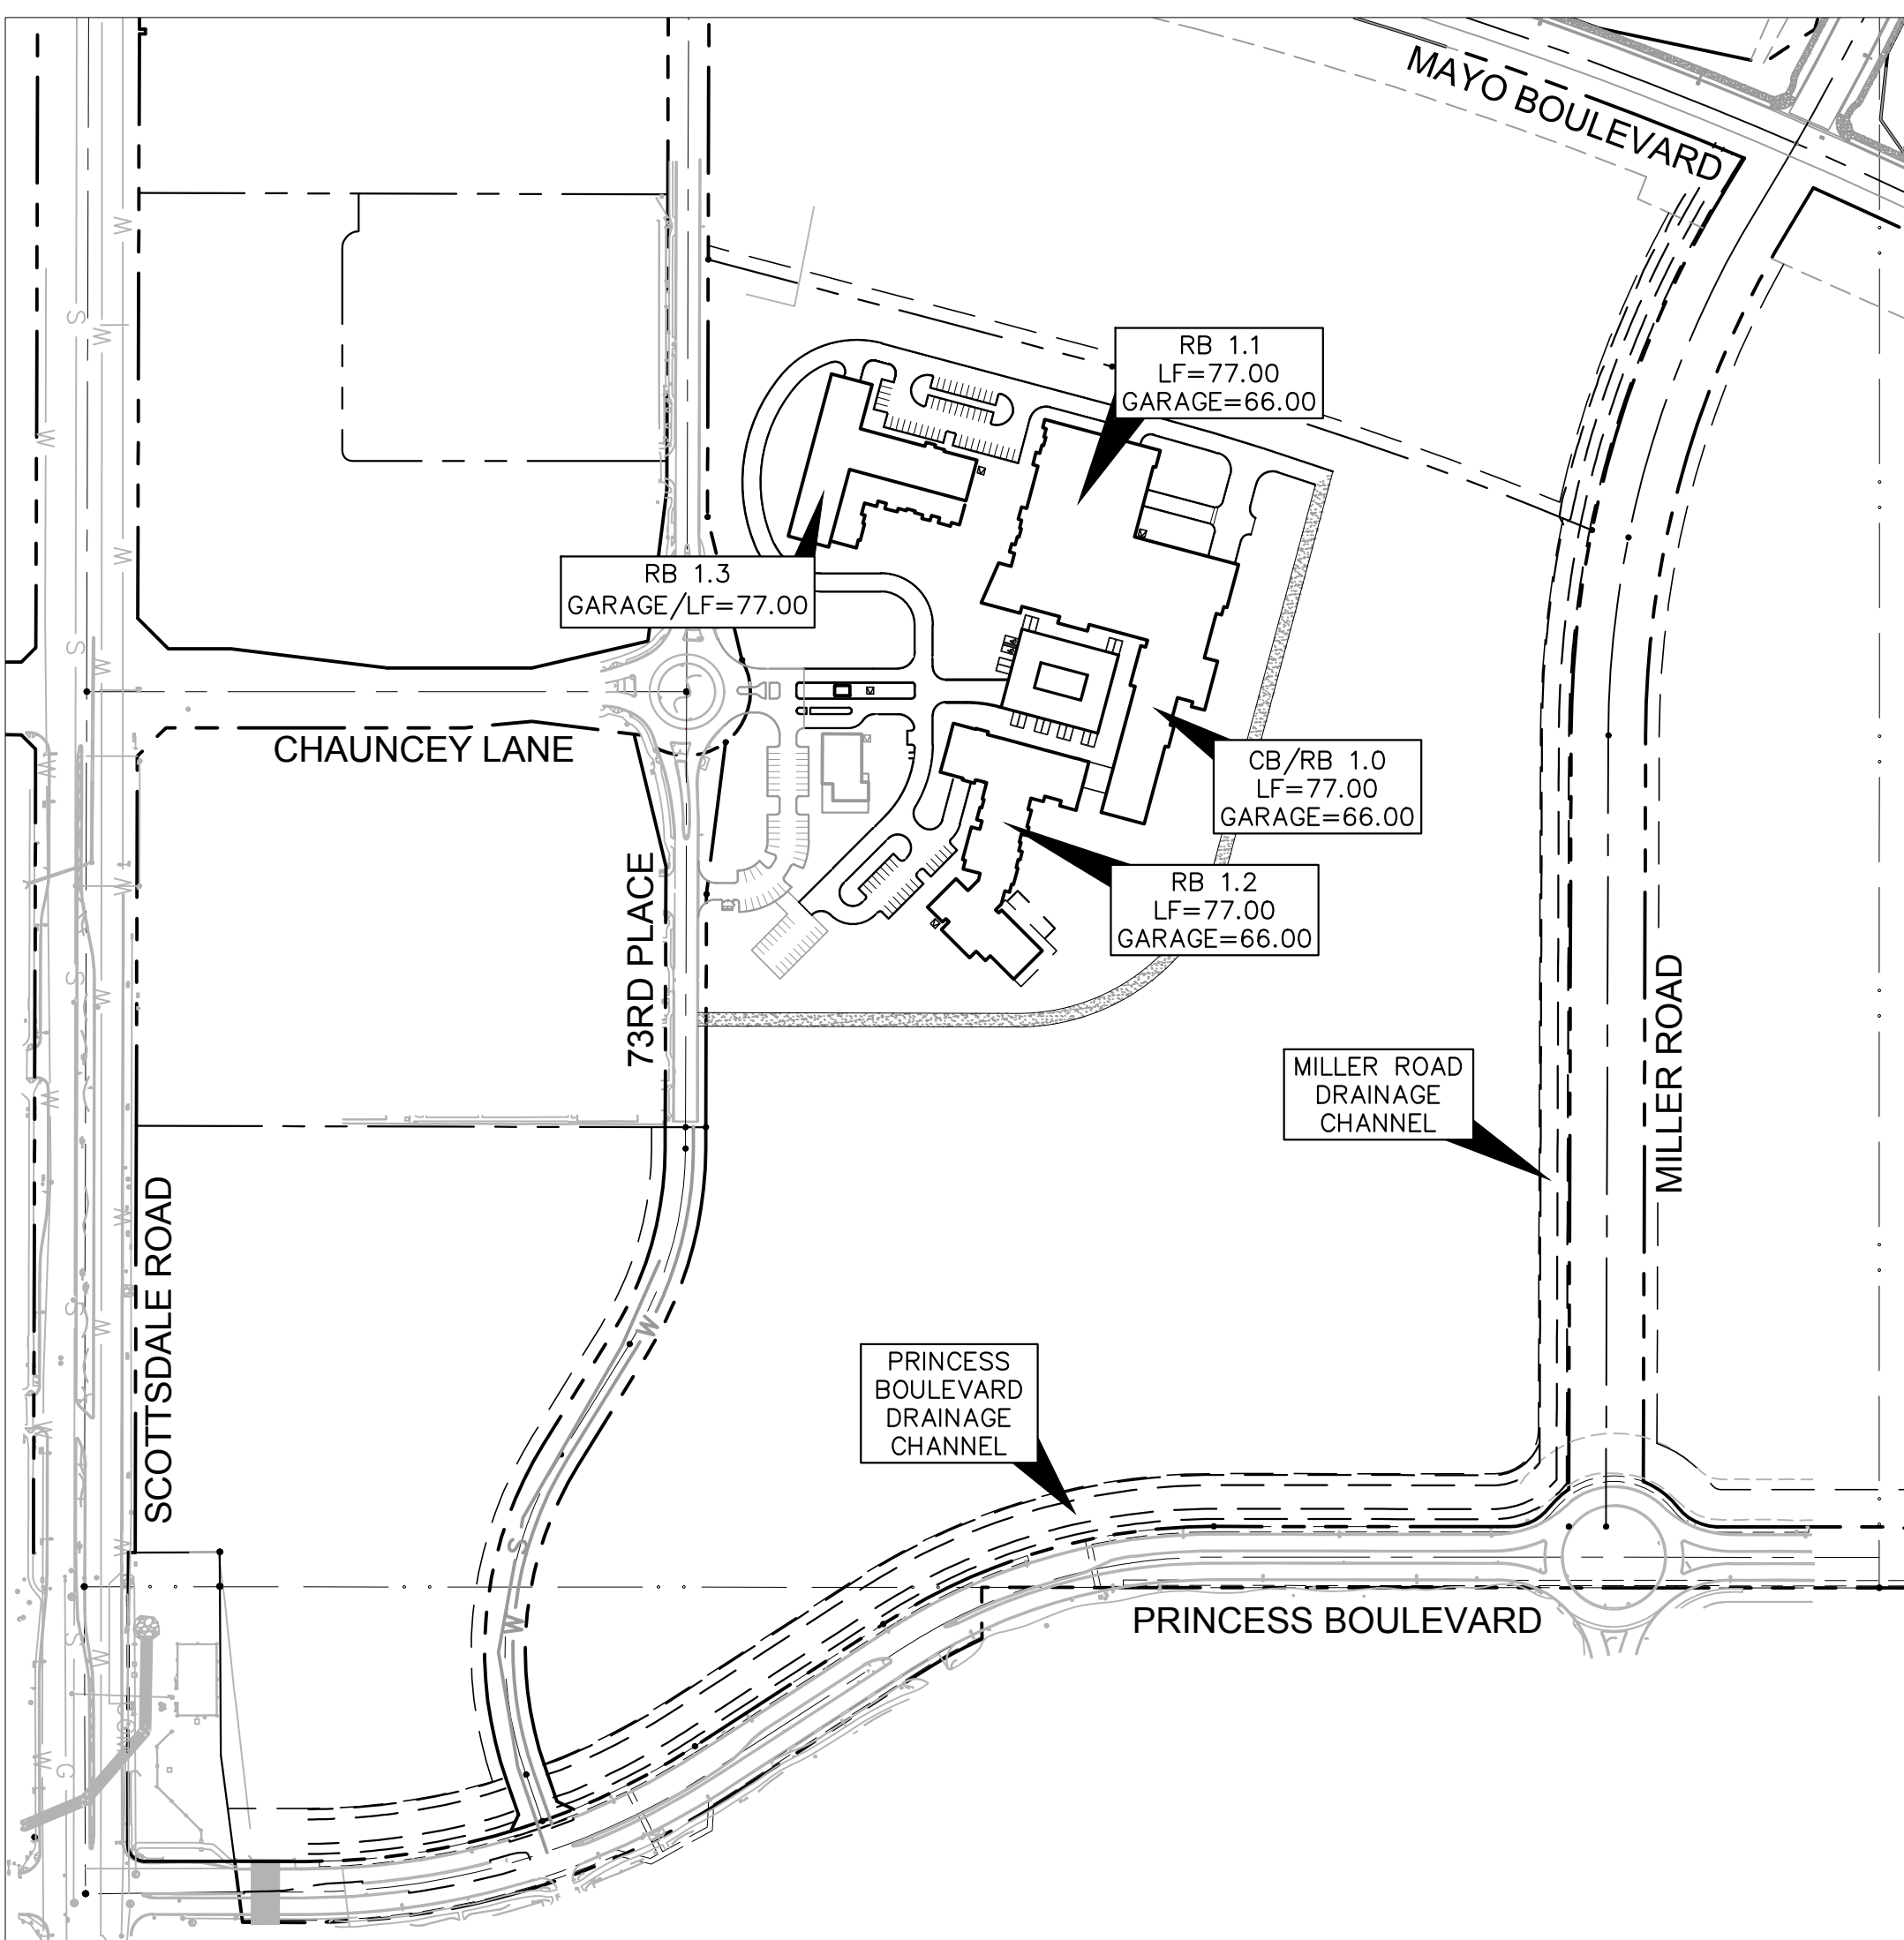 MAYO BOULEVARD
RB 1.1
LF=77.00
GARAGE=66.00
RB 1.3
GARAGE/LF=77.00
CHAUNCEY LANE
CB/RB 1.0
LF=77.00
GARAGE=66.00
RB 1.2
LF=77.00
GARAGE=66.00
73RD PLACE
MILLER ROAD
DRAINAGE
CHANNEL
MILLER ROAD
SCOTTSDALE ROAD
PRINCESS
BOULEVARD
DRAINAGE
CHANNEL
PRINCESS BOULEVARD
W
S
W